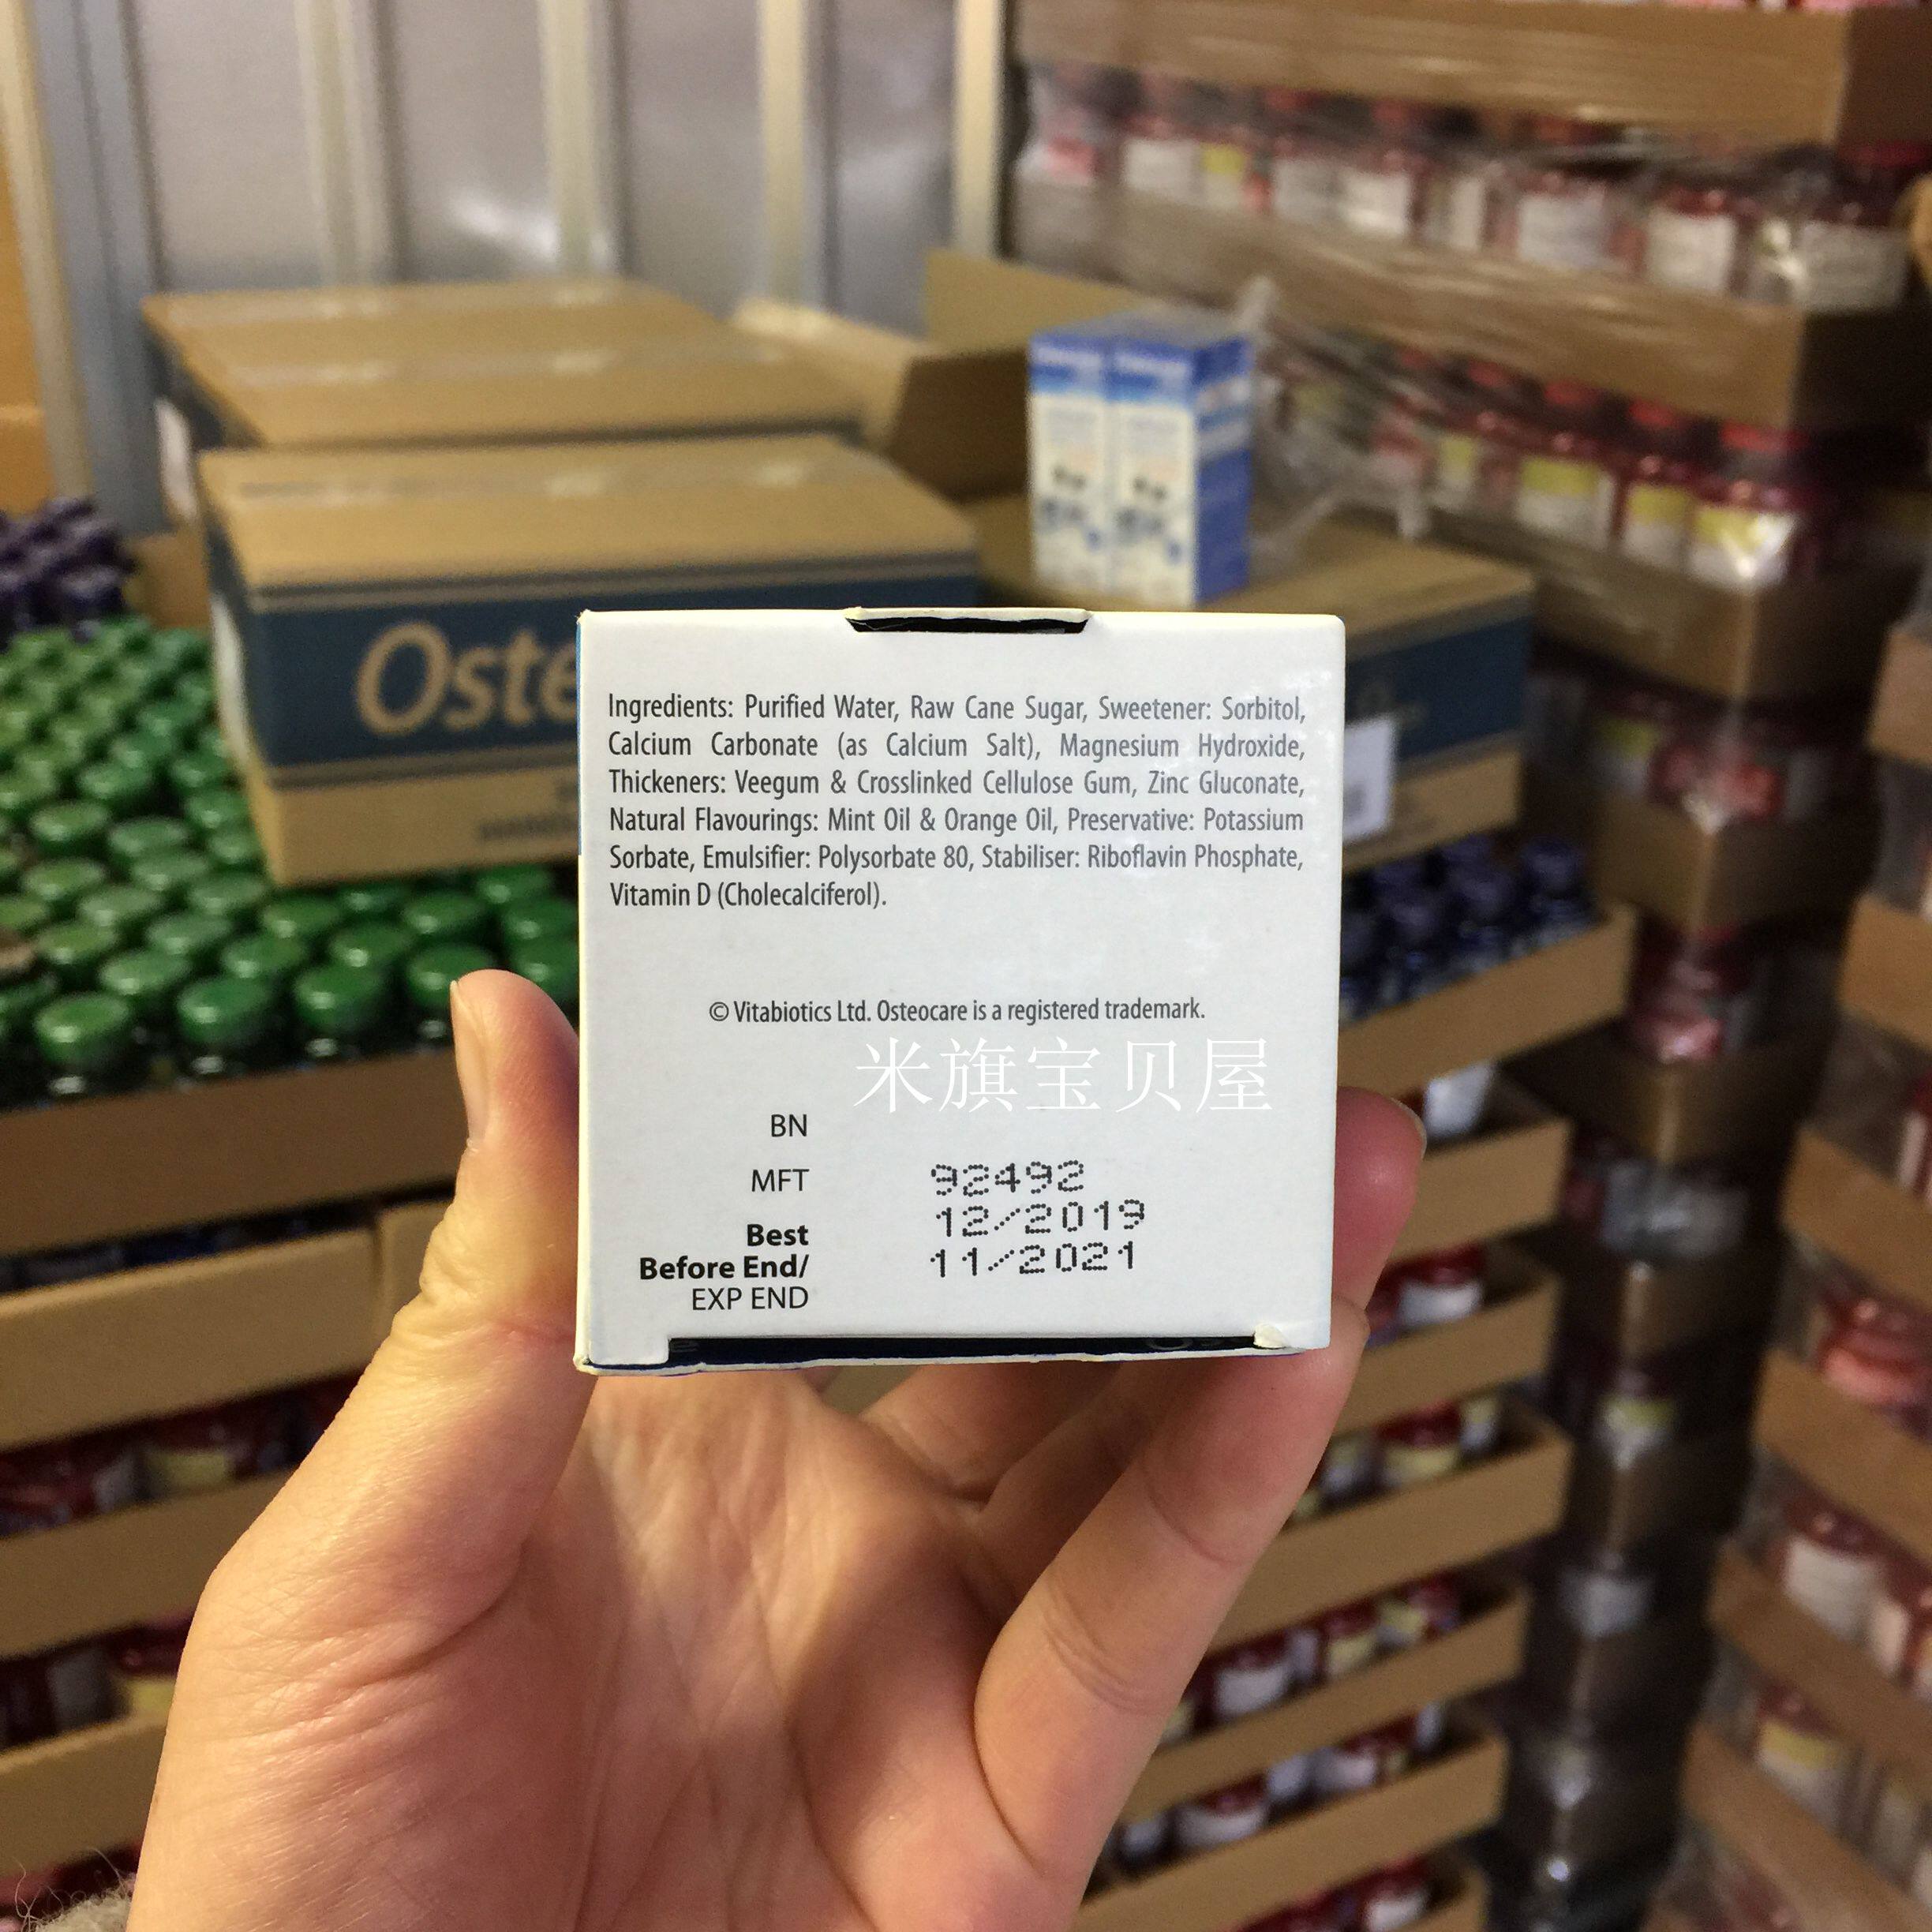 Oste
Ingredients: Purified Water, Raw Cane Sugar, Sweetener: Sorbitol,
Calcium Carbonate (as Calcium Salt), Magnesium Hydroxide,
Thickeners: Veegum & Crosslinked Cellulose Gum, Zinc Gluconate,
Natural Flavourings: Mint Oil & Orange Oil, Preservative: Potassium
Sorbate, Emulsifier: Polysorbate 80, Stabiliser: Riboflavin Phosphate,
Vitamin D (Cholecalciferol).
© Vitabiotics Ltd. Osteocare is a registered trademark.
米旗宝贝屋
BN
MFT 92492
12/2019
Best
Before End/ 11/2021
EXP END